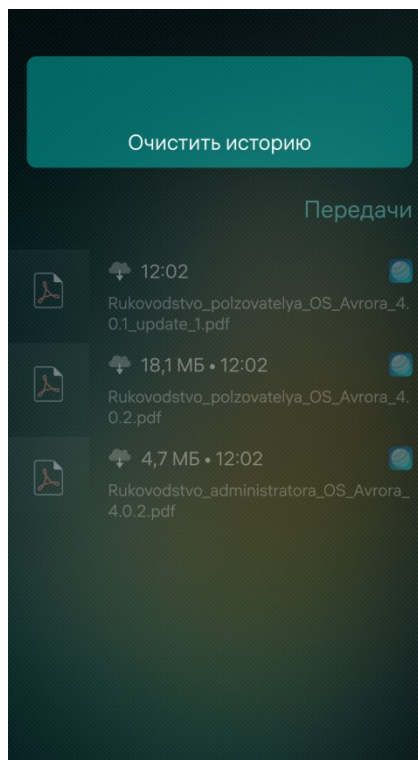 Очистить историю
Передачи
12:02
Rukovodstvo_polzovatelya_OS_Avrora_4.
0.1_update_1.pdf
18,1 МБ • 12:02
Rukovodstvo_polzovatelya_OS_Avrora_4.
0.2.pdf
4,7 МБ • 12:02
Rukovodstvo_administratora_OS_Avrora_
4.0.2.pdf